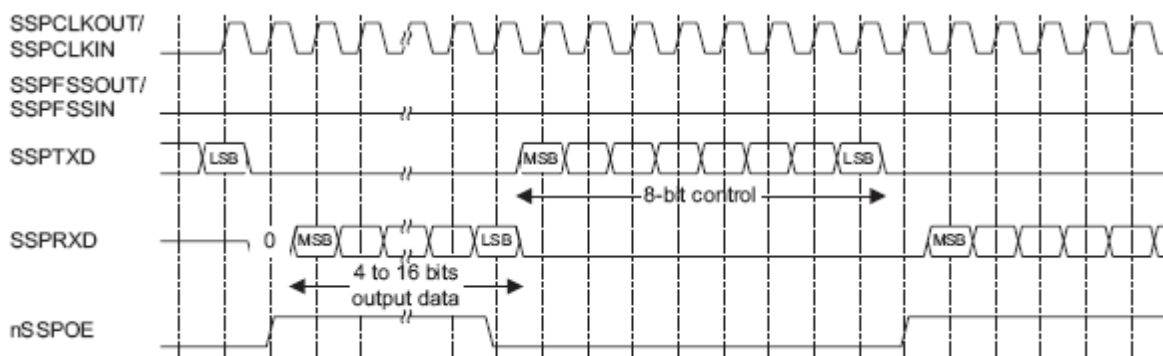 SSPCLKOUT/
SSPCLKIN
SSPFSSOUT/
SSPFSSIN
SSPTXD
LSB
MSB
LSB
8-bit control
SSPRXD
0
MSB
LSB
MSB
4 to 16 bits
output data
nSSPOE